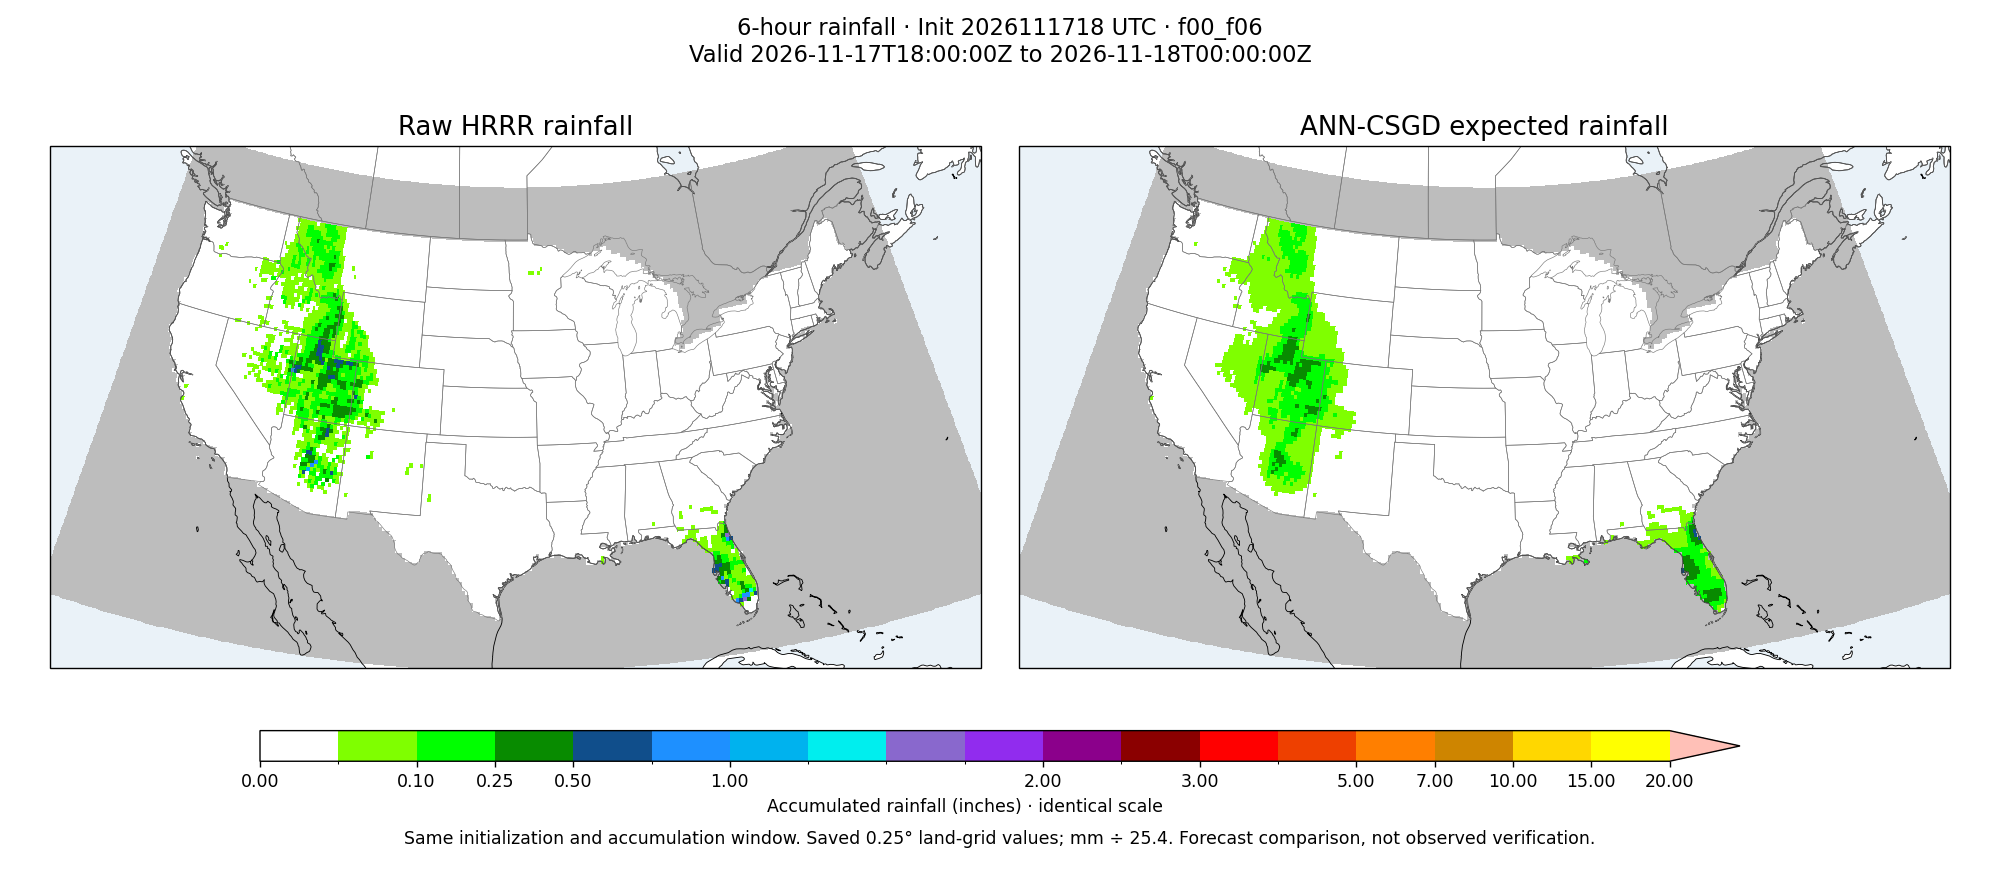 6-hour rainfall · Init 2026111718 UTC · f00_f06
Valid 2026-11-17T18:00:00Z to 2026-11-18T00:00:00Z
Raw HRRR rainfall
ANN-CSGD expected rainfall
0.00 0.10 0.25 0.50 1.00 2.00 3.00 5.00 7.00 10.00 15.00 20.00
Accumulated rainfall (inches) · identical scale
Same initialization and accumulation window. Saved 0.25° land-grid values; mm ÷ 25.4. Forecast comparison, not observed verification.